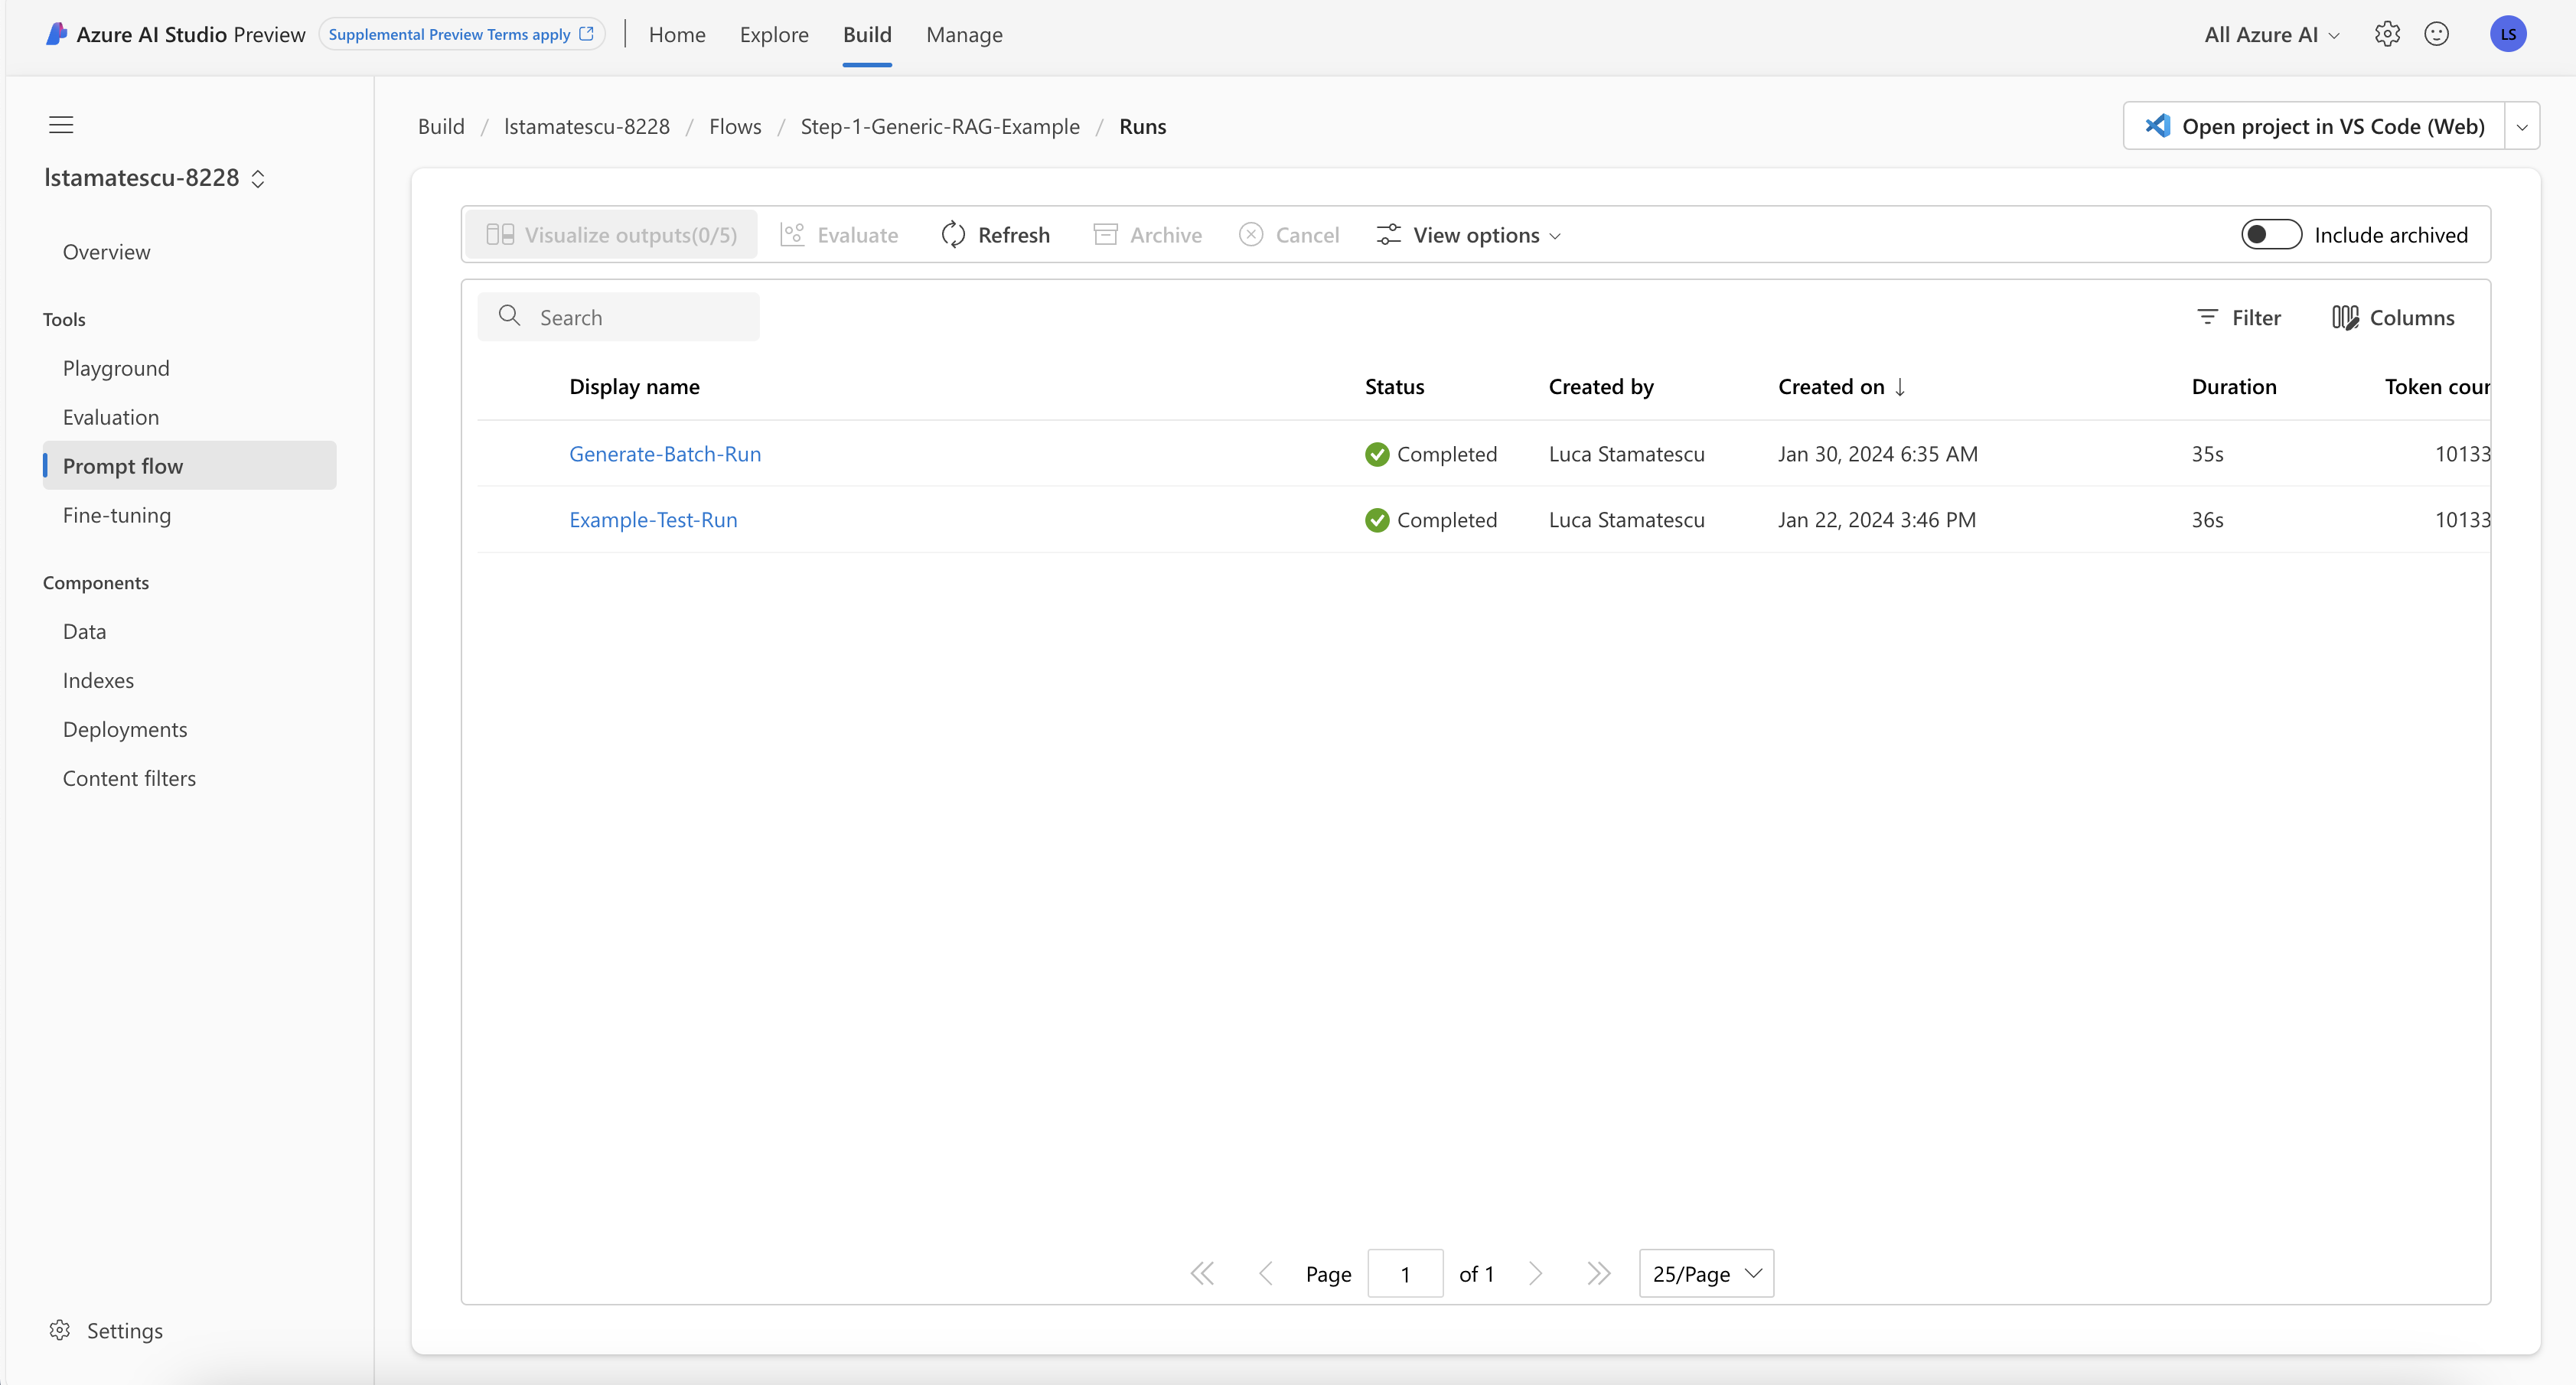 Azure AI Studio Preview Supplemental Preview Terms apply Home Explore Build Manage All Azure AI LS
Build / lstamatescu-8228 / Flows / Step-1-Generic-RAG-Example / Runs Open project in VS Code (Web)
lstamatescu-8228
Overview
Tools
Playground
Evaluation
Prompt flow
Fine-tuning
Components
Data
Indexes
Deployments
Content filters
Settings
Visualize outputs(0/5) Evaluate Refresh Archive Cancel View options Include archived
Search Filter Columns
Display name Status Created by Created on ↓ Duration Token coun
Generate-Batch-Run Completed Luca Stamatescu Jan 30, 2024 6:35 AM 35s 10133
Example-Test-Run Completed Luca Stamatescu Jan 22, 2024 3:46 PM 36s 10133
Page 1 of 1 25/Page